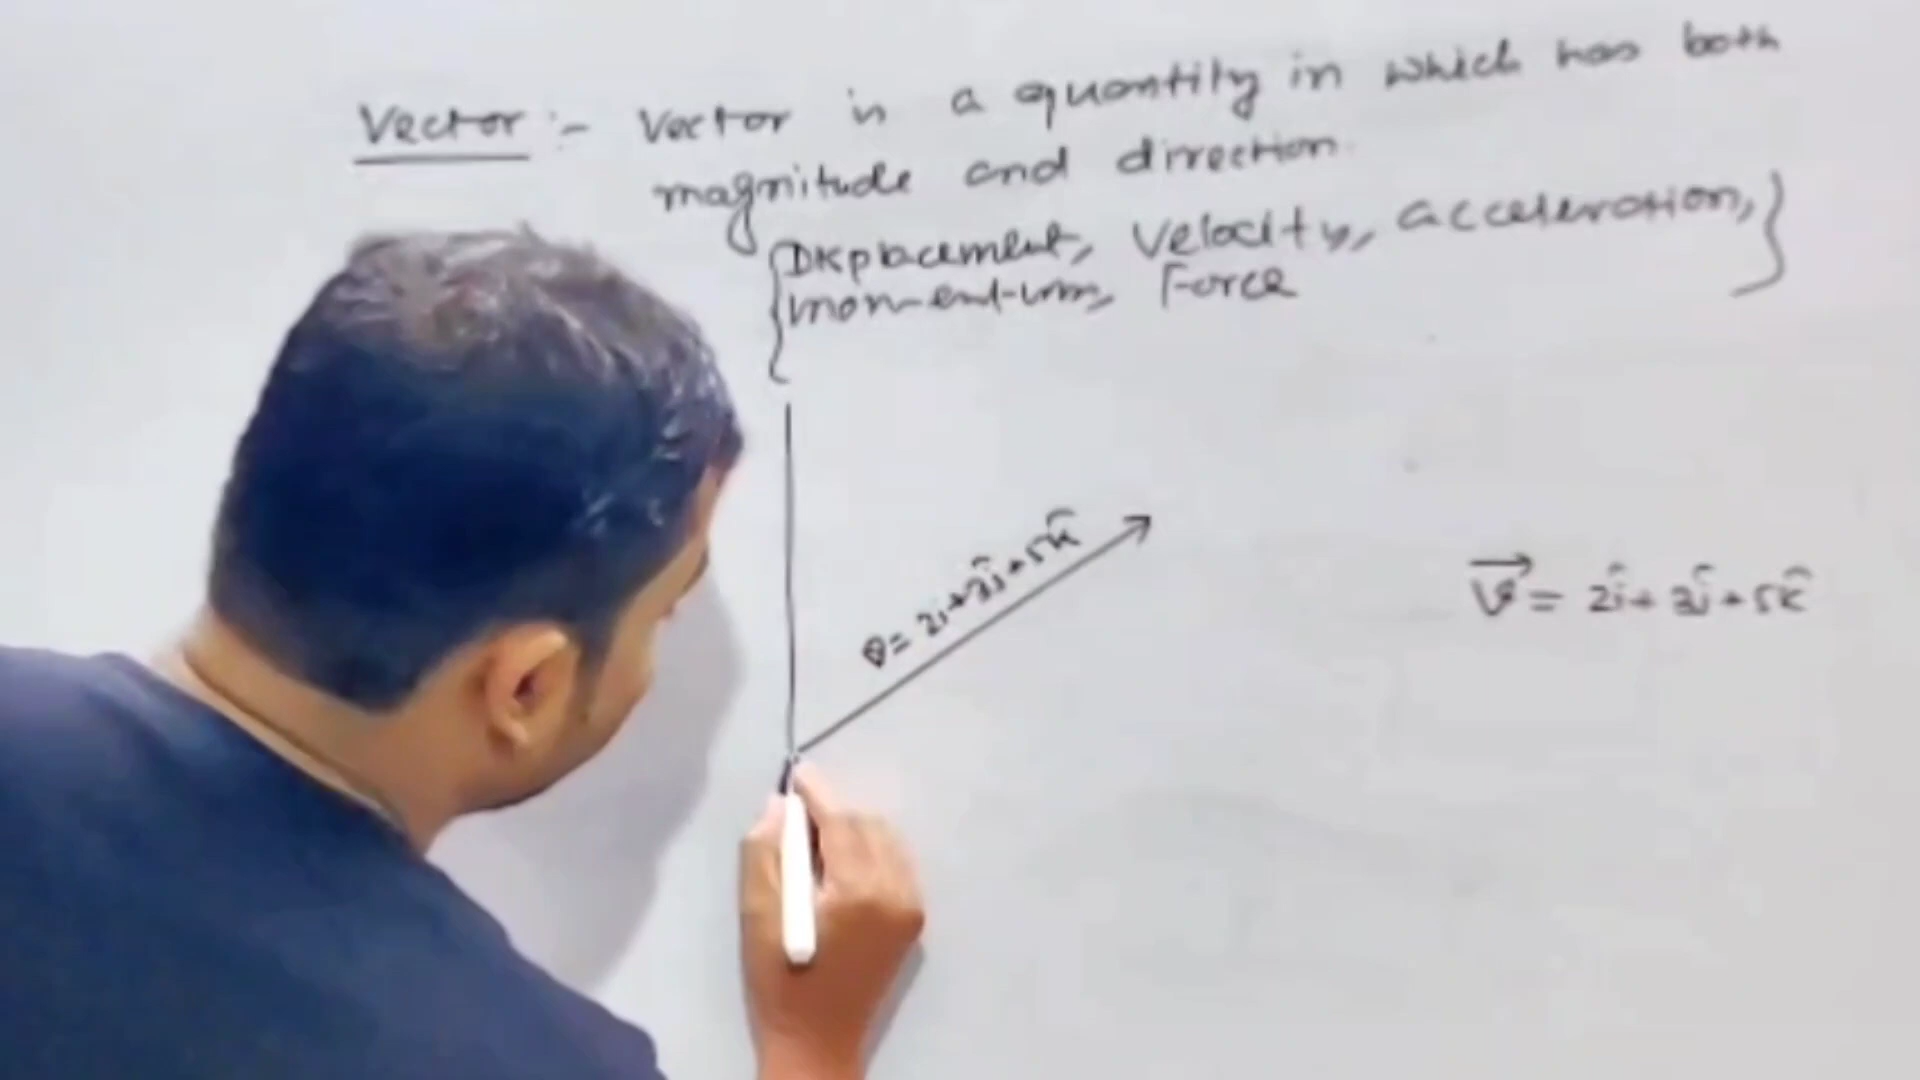 Vector :- Vector is a quantity in which has both
magnitude and direction.
{Displacement, Velocity, acceleration,
momentum, Force}
v = 2i + 3ĵ + 5k̂
v⃗ = 2î + 3ĵ + 5k̂